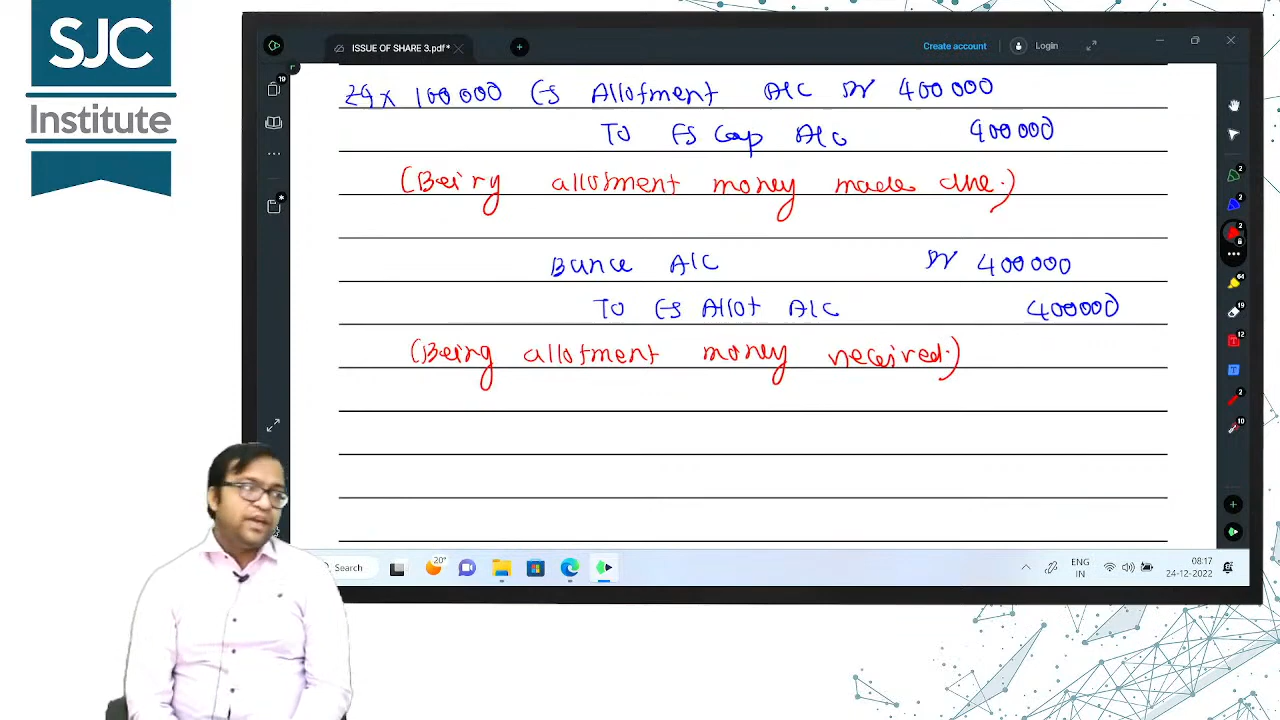 SJC
Institute
ISSUE OF SHARE 3.pdf*
Create account
Login
100000 Es Allotment A/C Dr 400000
To Es Cap A/C 400000
(Being allotment money made due.)
A/C Dr 400000
To Es Allot A/C 400000
(Being allotment money received.)
Search
20°
ENG
IN
08:17
24-12-2022